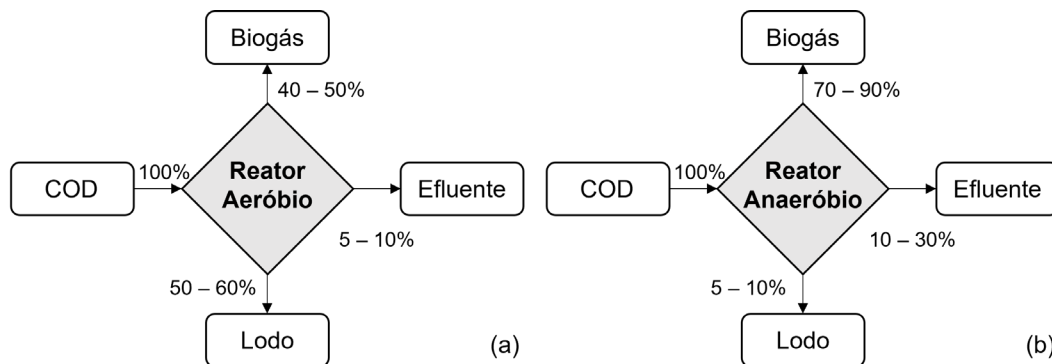 Biogás
40 – 50%
COD
100%
Reator
Aeróbio
Efluente
5 – 10%
50 – 60%
Lodo
(a)
Biogás
70 – 90%
COD
100%
Reator
Anaeróbio
Efluente
10 – 30%
5 – 10%
Lodo
(b)